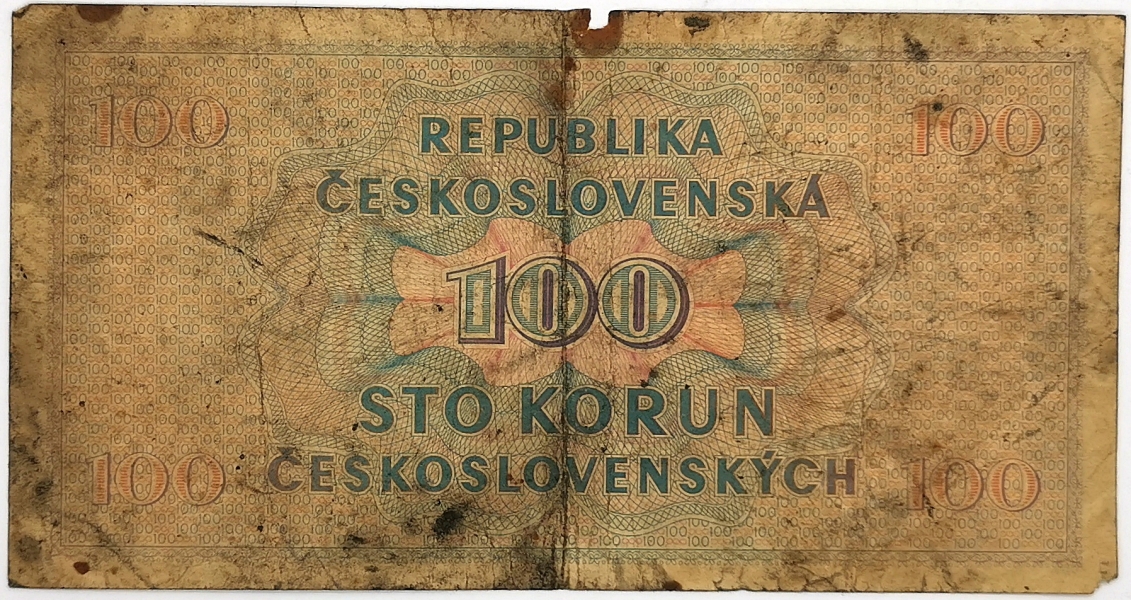 100 100
REPUBLIKA
ČESKOSLOVENSKÁ
100
STO KORUN
ČESKOSLOVENSKÝCH
100 100